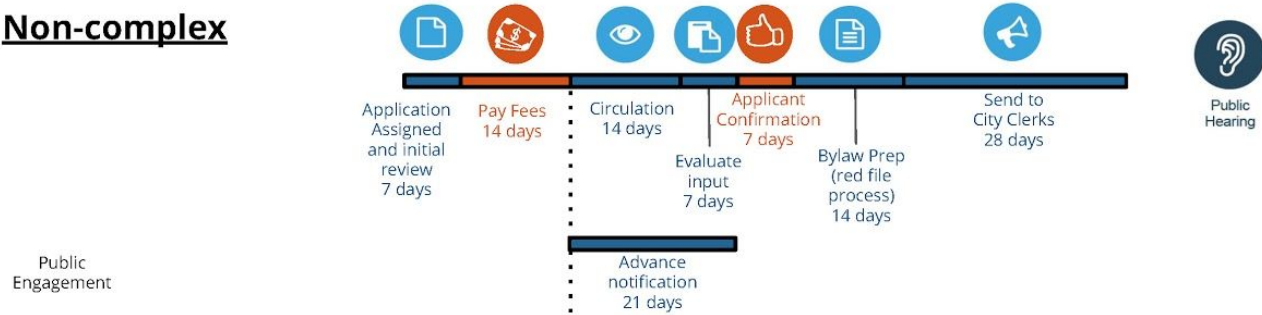 Non-complex
Application
Assigned
and initial
review
7 days
Pay Fees
14 days
Circulation
14 days
Evaluate
input
7 days
Applicant
Confirmation
7 days
Bylaw Prep
(red file
process)
14 days
Send to
City Clerks
28 days
Public
Hearing
Public
Engagement
Advance
notification
21 days